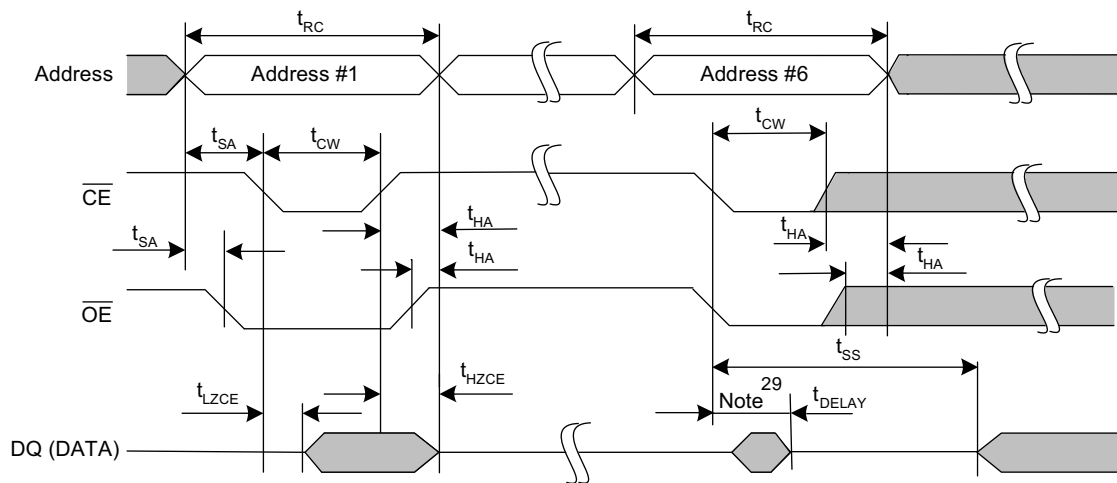 tRC
tRC
Address
Address #1
Address #6
tSA
tCW
tCW
CE
tHA
tHA
tSA
tHA
tHA
OE
tSS
tLZCE
tHZCE
Note 29
tDELAY
DQ (DATA)